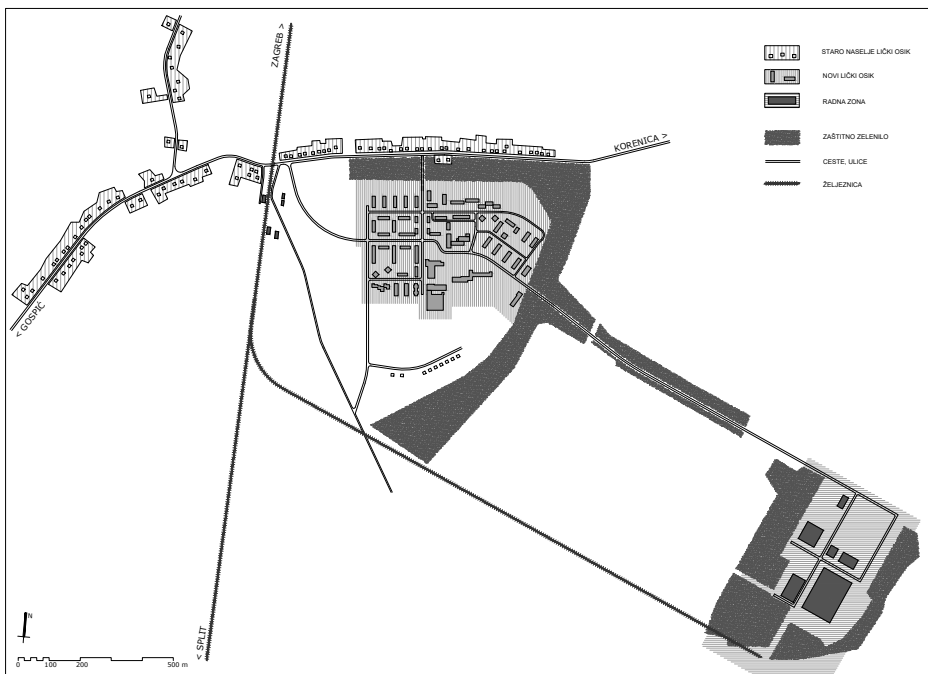 ZAGREB >
KORENICA >
< GOSPIĆ
< SPLIT
STARO NASELJE LIČKI OSIK
NOVI LIČKI OSIK
RADNA ZONA
ZAŠTITNO ZELENILO
CESTE, ULICE
ŽELJEZNICA
N
0 100 200 500 m